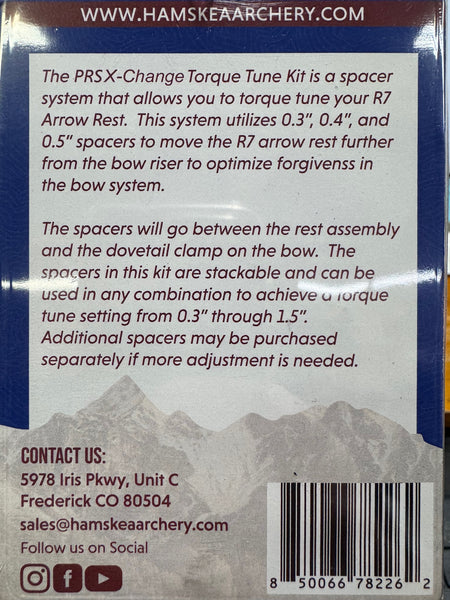 WWW.HAMSKEAARCHERY.COM
The PRS X-Change Torque Tune Kit is a spacer
system that allows you to torque tune your R7
Arrow Rest. This system utilizes 0.3", 0.4", and
0.5" spacers to move the R7 arrow rest further
from the bow riser to optimize forgivenss in
the bow system.
The spacers will go between the rest assembly
and the dovetail clamp on the bow. The
spacers in this kit are stackable and can be
used in any combination to achieve a torque
tune setting from 0.3" through 1.5".
Additional spacers may be purchased
separately if more adjustment is needed.
CONTACT US:
5978 Iris Pkwy, Unit C
Frederick CO 80504
sales@hamskeaarchery.com
Follow us on Social
8 50066 78226 2